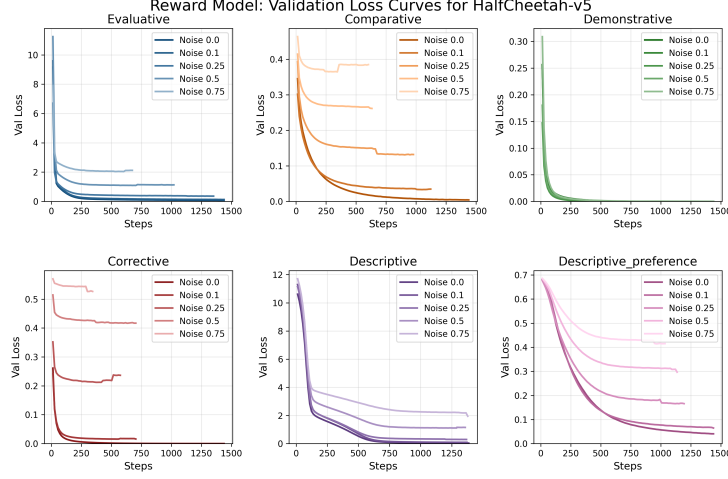 Reward Model: Validation Loss Curves for HalfCheetah-v5
Evaluative
Val Loss
10
8
6
4
2
0
Noise 0.0
Noise 0.1
Noise 0.25
Noise 0.5
Noise 0.75
0 250 500 750 1000 1250 1500
Steps
Comparative
Val Loss
0.4
0.3
0.2
0.1
0.0
Noise 0.0
Noise 0.1
Noise 0.25
Noise 0.5
Noise 0.75
0 250 500 750 1000 1250 1500
Steps
Demonstrative
Val Loss
0.30
0.25
0.20
0.15
0.10
0.05
0.00
Noise 0.0
Noise 0.1
Noise 0.25
Noise 0.5
Noise 0.75
0 250 500 750 1000 1250 1500
Steps
Corrective
Val Loss
0.5
0.4
0.3
0.2
0.1
0.0
Noise 0.0
Noise 0.1
Noise 0.25
Noise 0.5
Noise 0.75
0 250 500 750 1000 1250 1500
Steps
Descriptive
Val Loss
12
10
8
6
4
2
0
Noise 0.0
Noise 0.1
Noise 0.25
Noise 0.5
Noise 0.75
0 250 500 750 1000 1250
Steps
Descriptive_preference
Val Loss
0.7
0.6
0.5
0.4
0.3
0.2
0.1
0.0
Noise 0.0
Noise 0.1
Noise 0.25
Noise 0.5
Noise 0.75
0 250 500 750 1000 1250
Steps